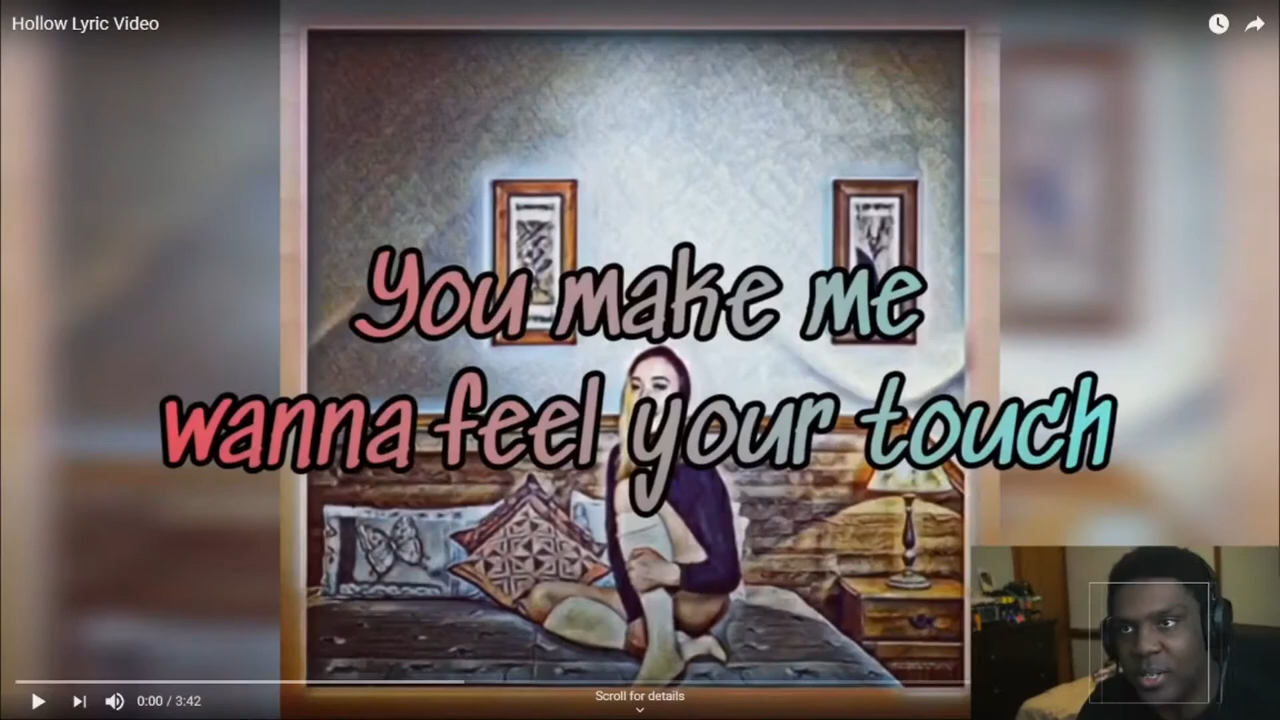 Hollow Lyric Video
You make me
wanna feel your touch
0:00 / 3:42
Scroll for details